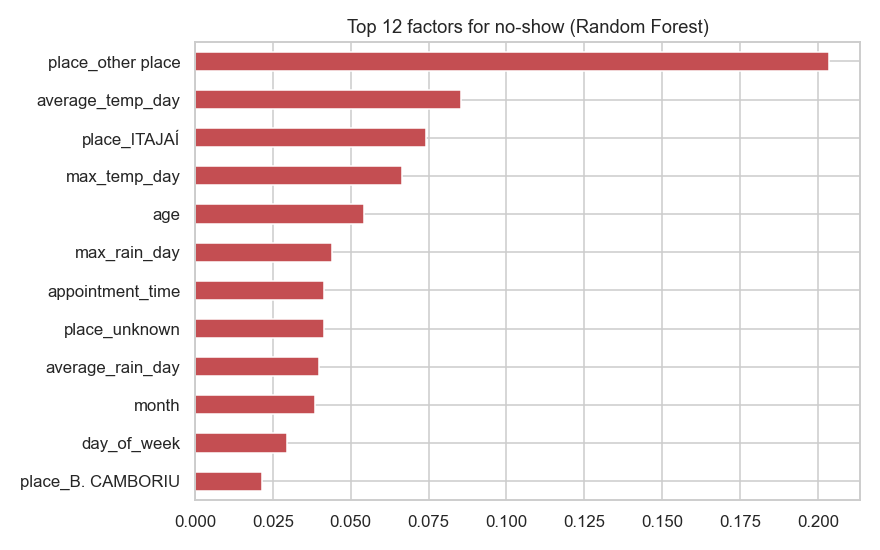 Top 12 factors for no-show (Random Forest)
place_other place
average_temp_day
place_ITAJAÍ
max_temp_day
age
max_rain_day
appointment_time
place_unknown
average_rain_day
month
day_of_week
place_B. CAMBORIU
0.000 0.025 0.050 0.075 0.100 0.125 0.150 0.175 0.200